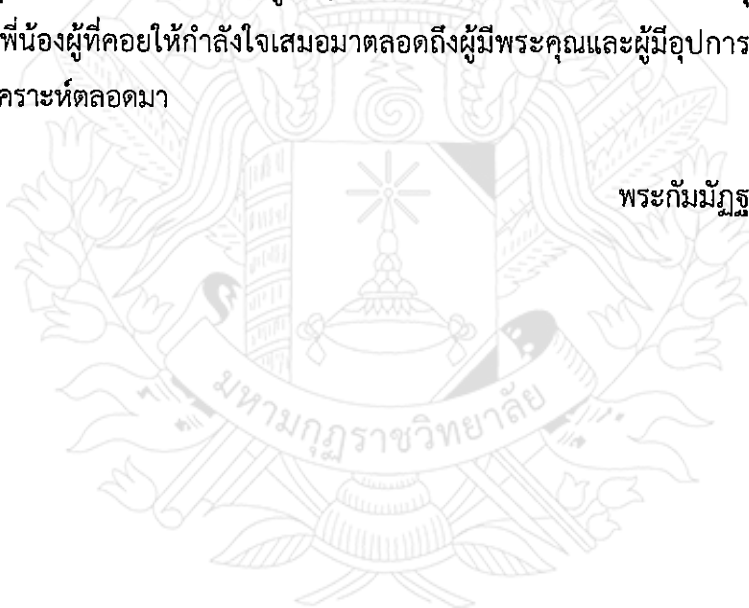 พี่น้องผู้ที่คอยให้กำลังใจเสมอมาตลอดถึงผู้มีพระคุณและผู้มีอุปการ
คราะห์ตลอดมา
พระกัมมัฏฐ
มหามกุฏราชวิทยาลัย